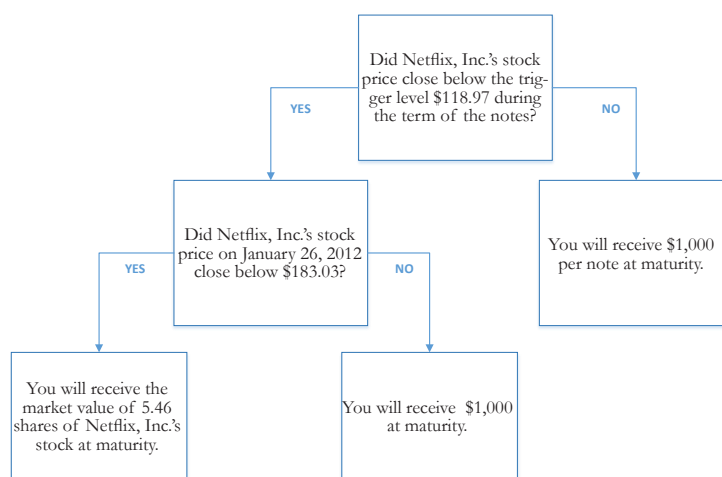 Did Netflix, Inc.'s stock
price close below the trig-
ger level $118.97 during
the term of the notes?
YES
NO
Did Netflix, Inc.'s stock
price on January 26, 2012
close below $183.03?
You will receive $1,000
per note at maturity.
YES
NO
You will receive the
market value of 5.46
shares of Netflix, Inc.'s
stock at maturity.
You will receive $1,000
at maturity.